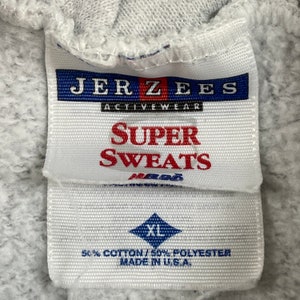 JERZEES
ACTIVEWEAR
SUPER
SWEATS
XL
50% COTTON / 50% POLYESTER
MADE IN U.S.A.